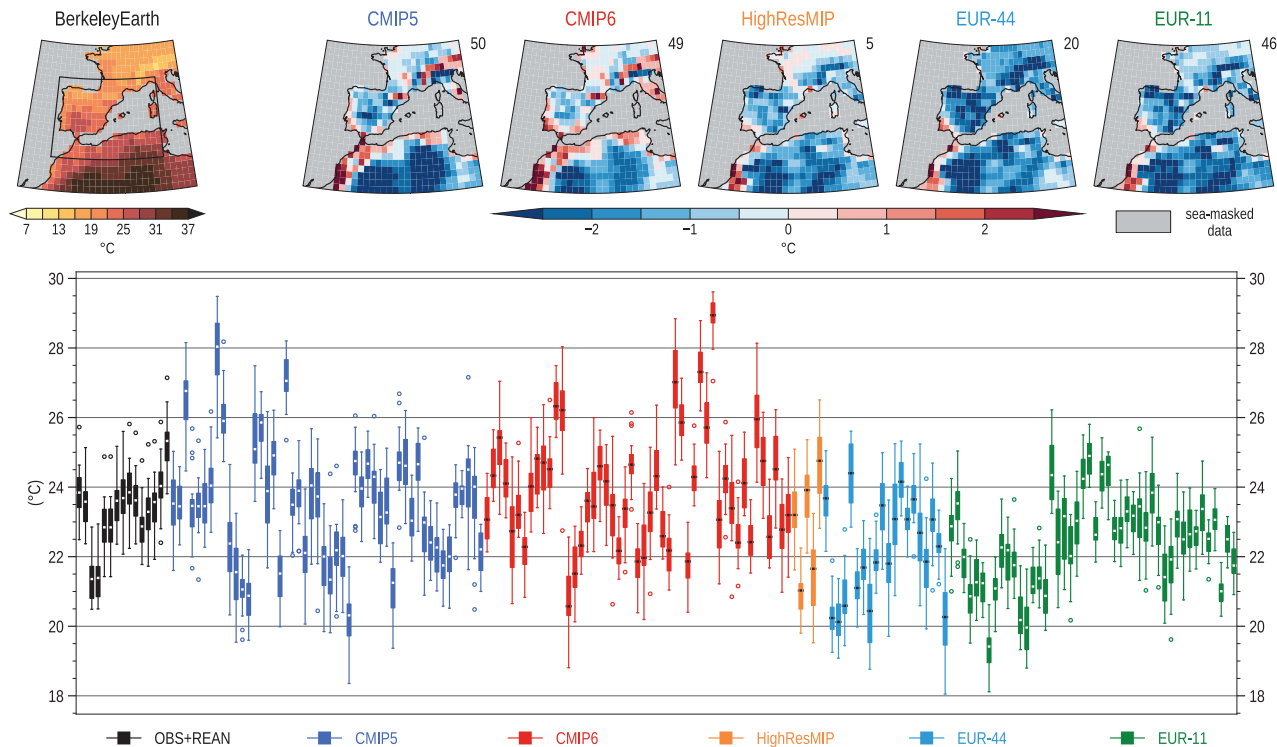 BerkeleyEarth CMIP5 CMIP6 HighResMIP EUR-44 EUR-11
50 49 5 20 46
7 13 19 25 31 37
°C
−2 −1 0 1 2
°C
sea-masked
data
30 30
28 28
26 26
24 24
22 22
20 20
18 18
(°C)
OBS+REAN CMIP5 CMIP6 HighResMIP EUR-44 EUR-11